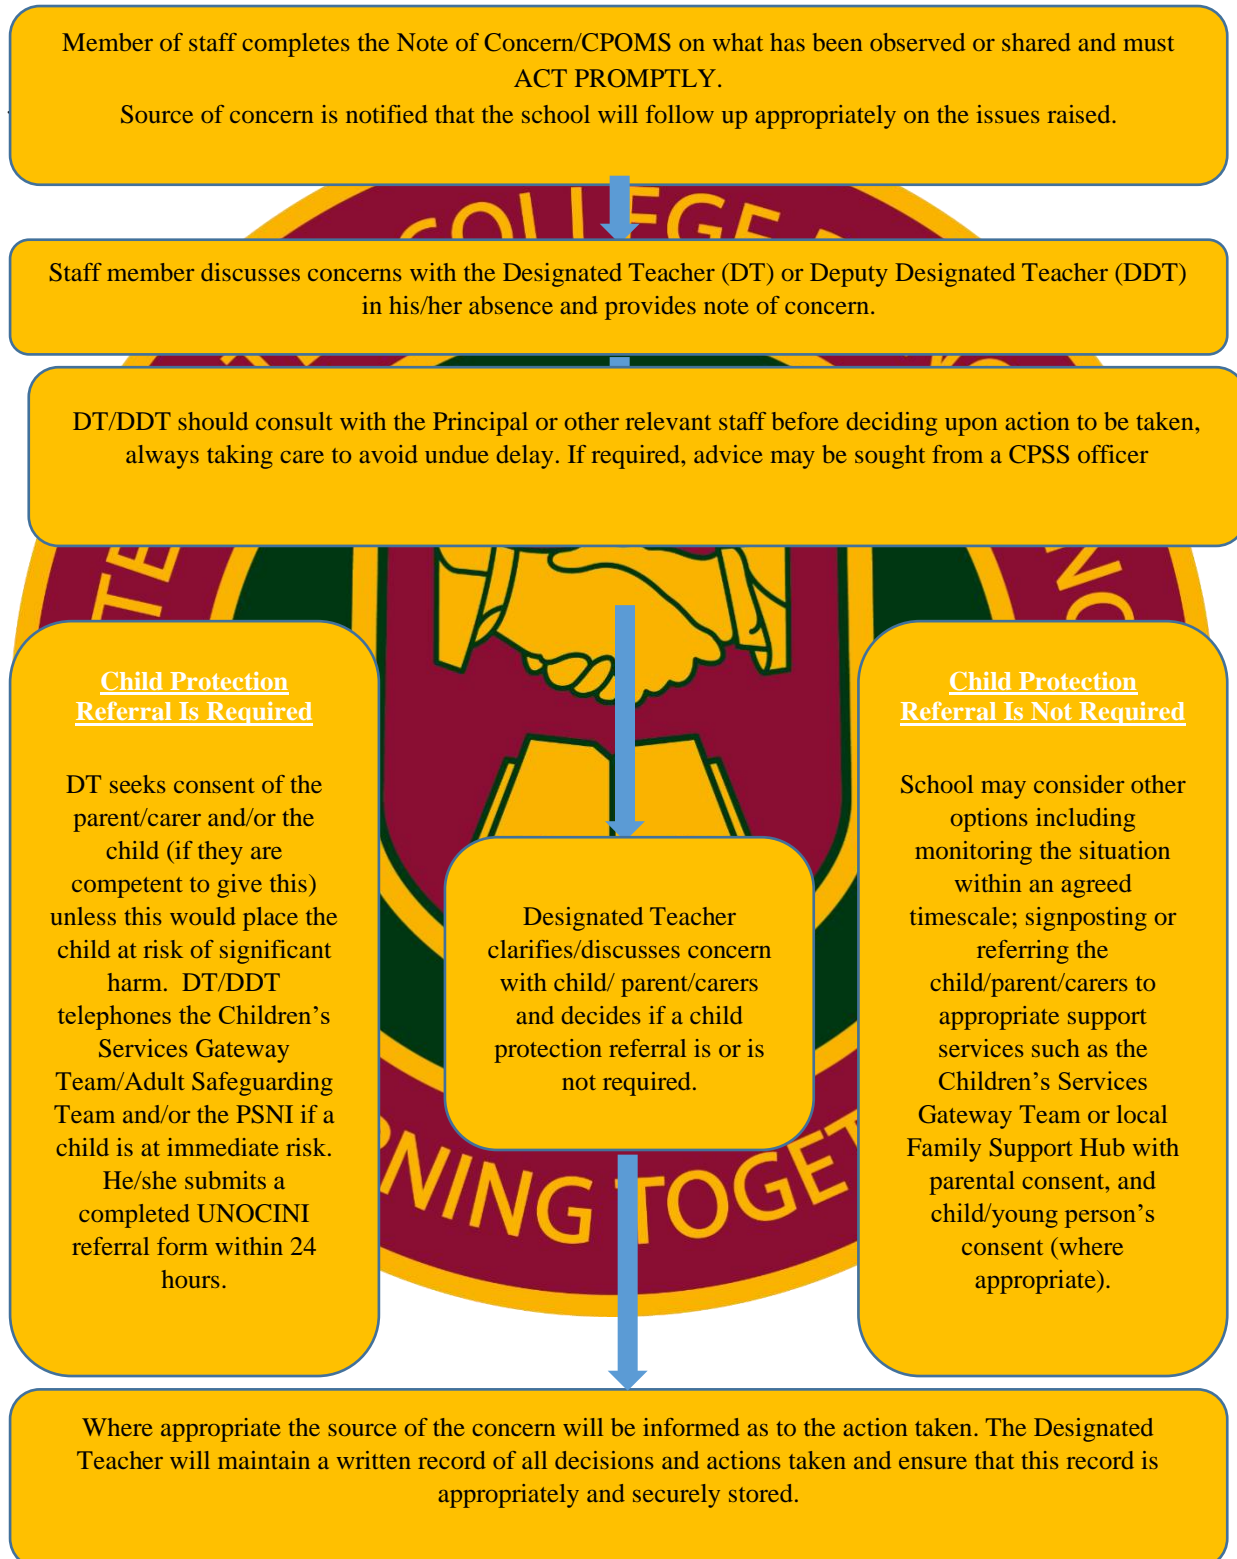 Member of staff completes the Note of Concern/CPOMS on what has been observed or shared and must
ACT PROMPTLY.
Source of concern is notified that the school will follow up appropriately on the issues raised.
COLLEGE
Staff member discusses concerns with the Designated Teacher (DT) or Deputy Designated Teacher (DDT)
in his/her absence and provides note of concern.
DT/DDT should consult with the Principal or other relevant staff before deciding upon action to be taken,
always taking care to avoid undue delay. If required, advice may be sought from a CPSS officer
Child Protection
Referral Is Required
DT seeks consent of the
parent/carer and/or the
child (if they are
competent to give this)
unless this would place the
child at risk of significant
harm.  DT/DDT
telephones the Children’s
Services Gateway
Team/Adult Safeguarding
Team and/or the PSNI if a
child is at immediate risk.
He/she submits a
completed UNOCINI
referral form within 24
hours.
Designated Teacher
clarifies/discusses concern
with child/ parent/carers
and decides if a child
protection referral is or is
not required.
Child Protection
Referral Is Not Required
School may consider other
options including
monitoring the situation
within an agreed
timescale; signposting or
referring the
child/parent/carers to
appropriate support
services such as the
Children’s Services
Gateway Team or local
Family Support Hub with
parental consent, and
child/young person’s
consent (where
appropriate).
RNING TOGET
Where appropriate the source of the concern will be informed as to the action taken. The Designated
Teacher will maintain a written record of all decisions and actions taken and ensure that this record is
appropriately and securely stored.